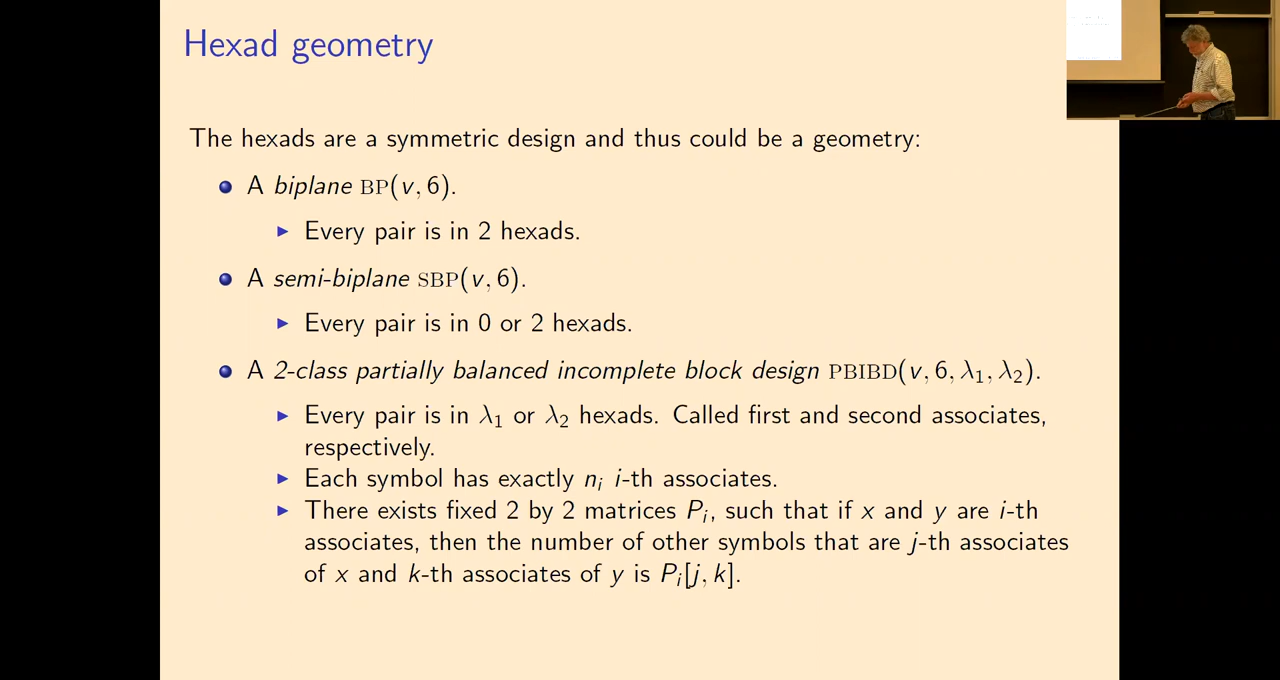 Hexad geometry
The hexads are a symmetric design and thus could be a geometry:
A biplane BP(v, 6).
Every pair is in 2 hexads.
A semi-biplane SBP(v, 6).
Every pair is in 0 or 2 hexads.
A 2-class partially balanced incomplete block design PBIBD(v, 6, λ₁, λ₂).
Every pair is in λ₁ or λ₂ hexads. Called first and second associates,
respectively.
Each symbol has exactly nᵢ i-th associates.
There exists fixed 2 by 2 matrices Pᵢ, such that if x and y are i-th
associates, then the number of other symbols that are j-th associates
of x and k-th associates of y is Pᵢ[j, k].